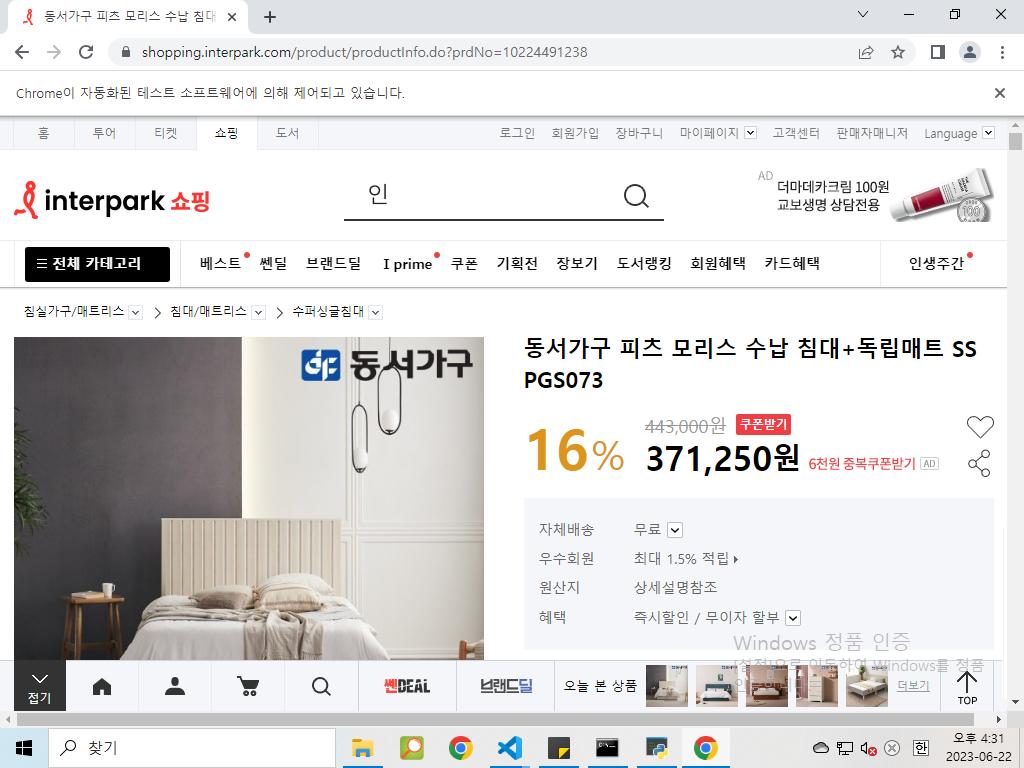 동서가구 피츠 모리스 수납 침대
shopping.interpark.com/product/productInfo.do?prdNo=10224491238
Chrome이 자동화된 테스트 소프트웨어에 의해 제어되고 있습니다.
홈 투어 티켓 쇼핑 도서 로그인 회원가입 장바구니 마이페이지 고객센터 판매자매니저 Language
interpark 쇼핑
인
AD
더마데카크림 100원
교보생명 상담전용
전체 카테고리 베스트 쎈딜 브랜드딜 I prime 쿠폰 기획전 장보기 도서랭킹 회원혜택 카드혜택 인생주간
침실가구/매트리스 침대/매트리스 수퍼싱글침대
동서가구
동서가구 피츠 모리스 수납 침대+독립매트 SS
PGS073
16%
443,000원 쿠폰받기
371,250원 6천원 중복쿠폰받기 AD
자체배송 무료
우수회원 최대 1.5% 적립
원산지 상세설명참조
혜택 즉시할인 / 무이자 할부
Windows 정품 인증
[설정]으로 이동하여 Windows를 정품
접기
쎈DEAL
브랜드딜
오늘 본 상품
더보기
TOP
찾기
한
오후 4:31
2023-06-22